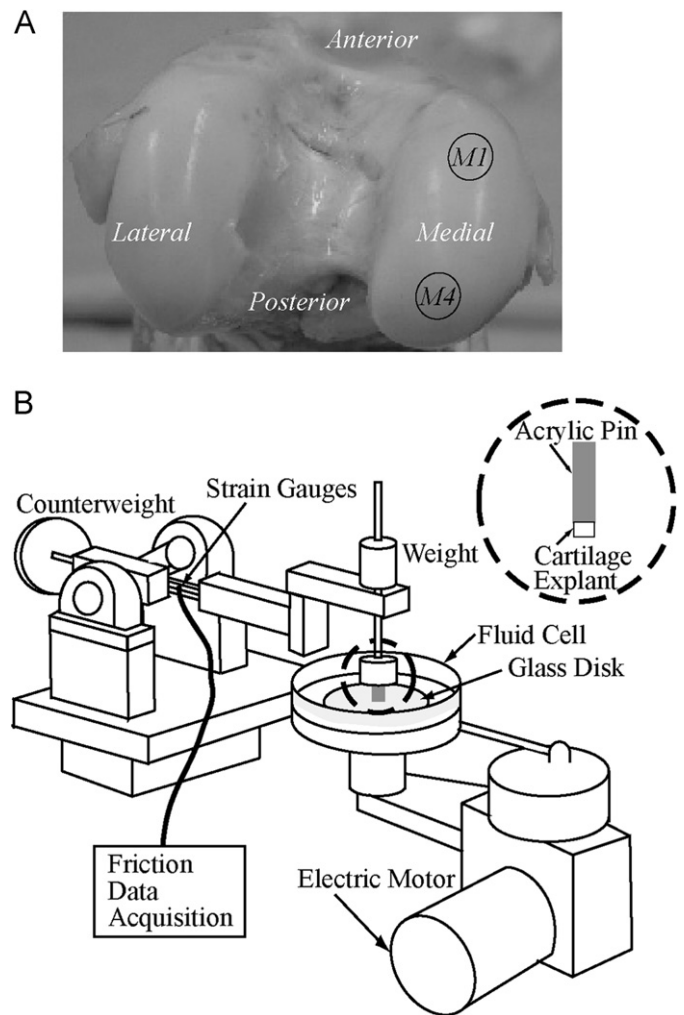 A
Anterior
M1
Lateral
Medial
M4
Posterior
B
Acrylic Pin
Strain Gauges
Counterweight
Weight
Cartilage
Explant
Fluid Cell
Glass Disk
Friction
Data
Acquisition
Electric Motor